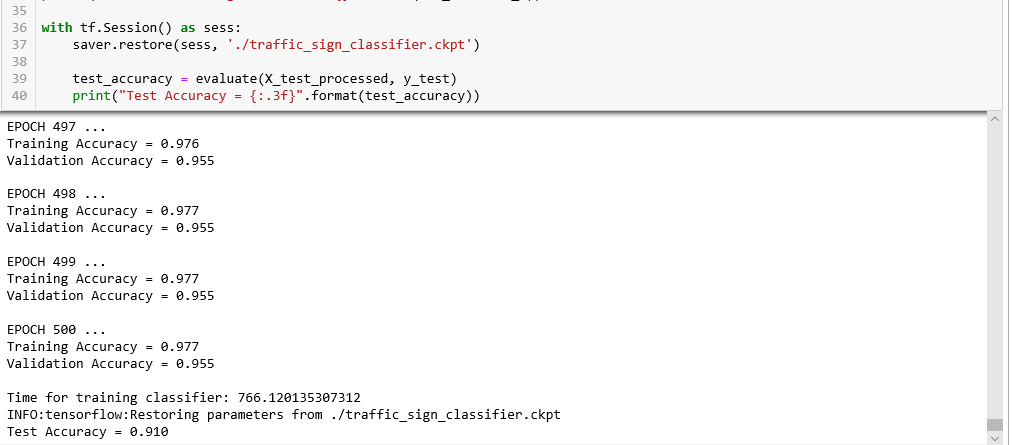 35
36 with tf.Session() as sess:
37 saver.restore(sess, './traffic_sign_classifier.ckpt')
38
39 test_accuracy = evaluate(X_test_processed, y_test)
40 print("Test Accuracy = {:.3f}".format(test_accuracy))
EPOCH 497 ...
Training Accuracy = 0.976
Validation Accuracy = 0.955
EPOCH 498 ...
Training Accuracy = 0.977
Validation Accuracy = 0.955
EPOCH 499 ...
Training Accuracy = 0.977
Validation Accuracy = 0.955
EPOCH 500 ...
Training Accuracy = 0.977
Validation Accuracy = 0.955
Time for training classifier: 766.120135307312
INFO:tensorflow:Restoring parameters from ./traffic_sign_classifier.ckpt
Test Accuracy = 0.910